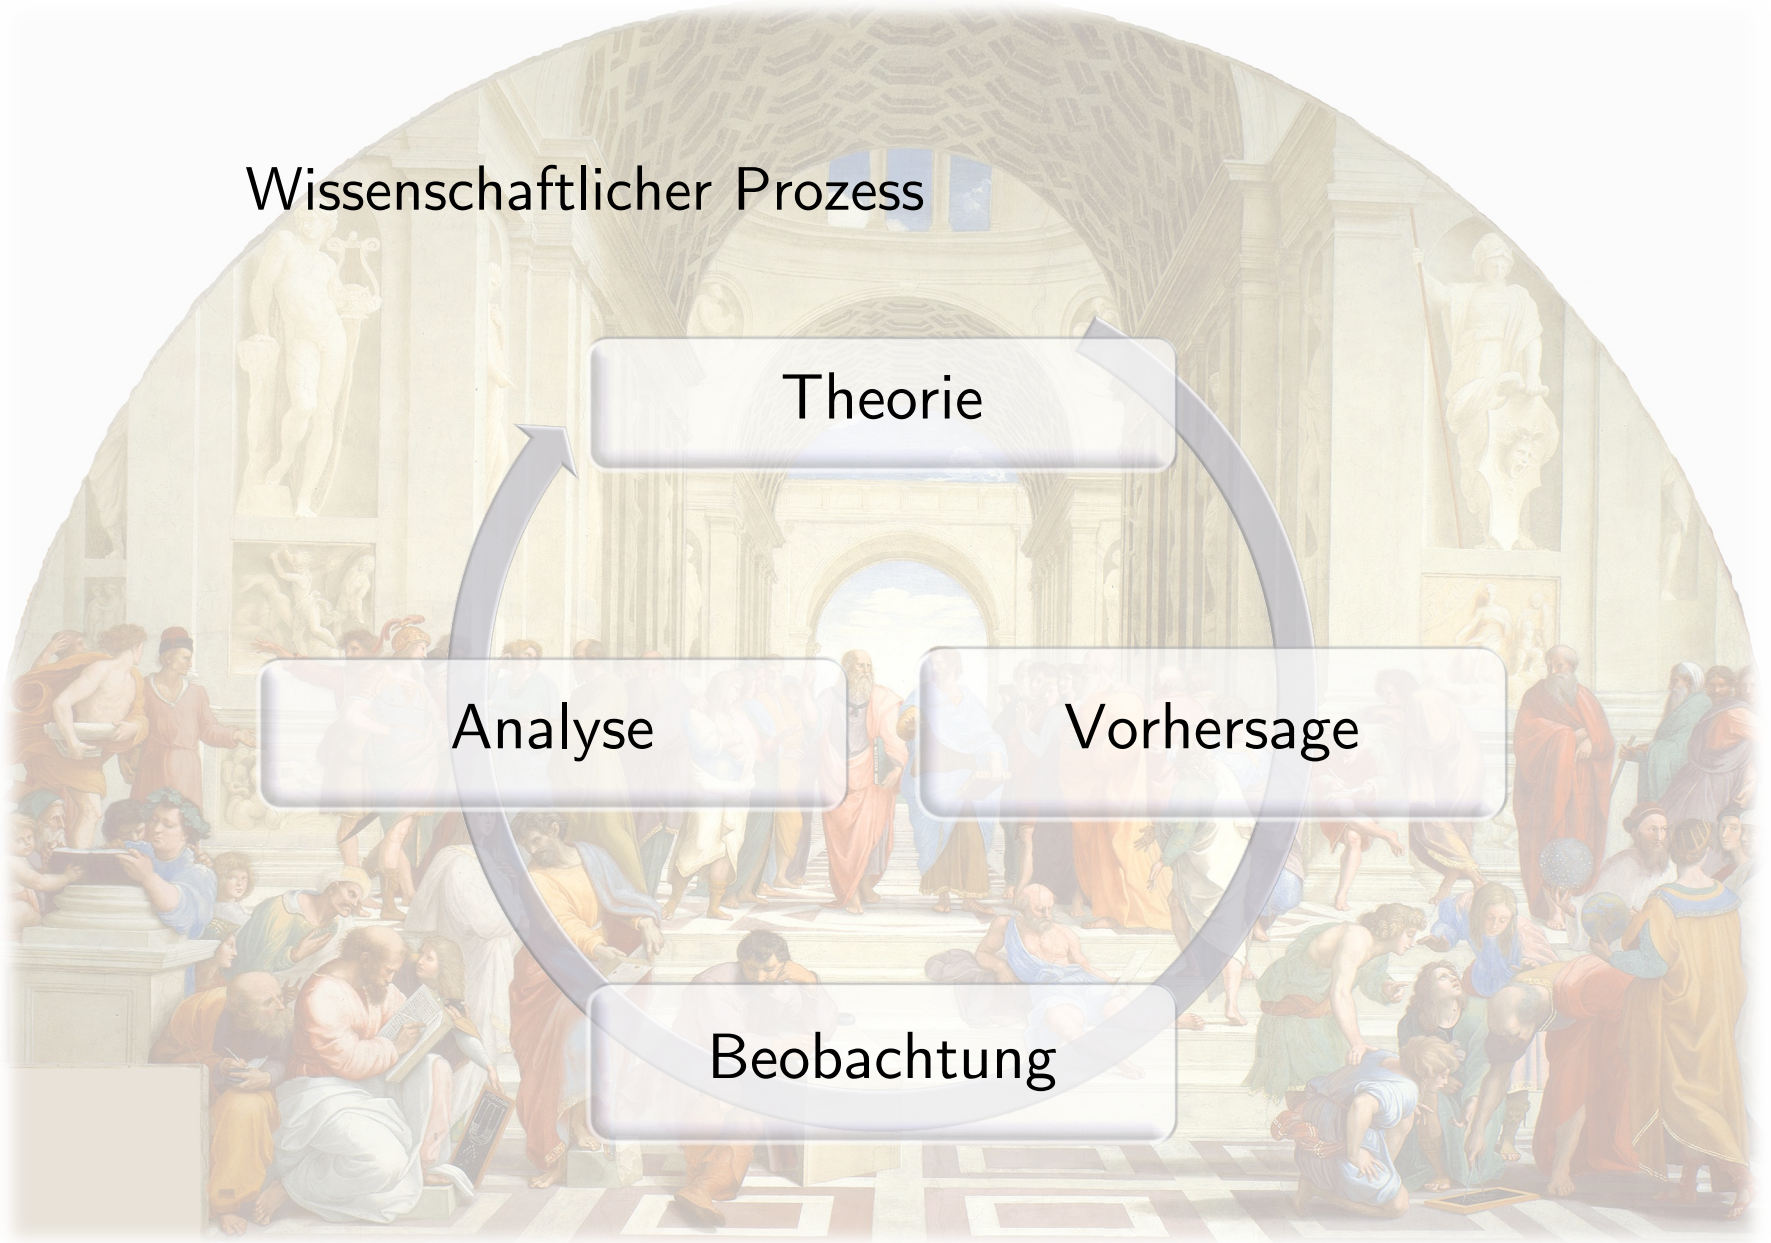 Wissenschaftlicher Prozess
Theorie
Analyse
Vorhersage
Beobachtung